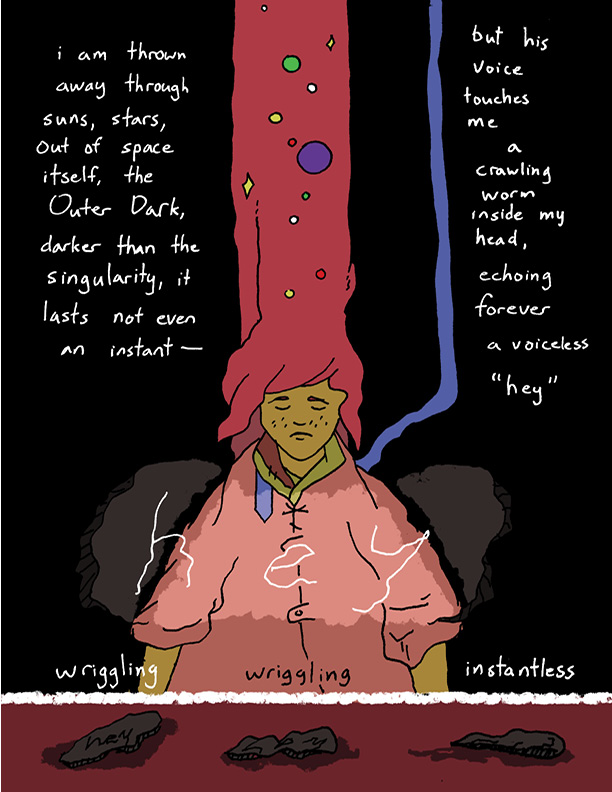 i am thrown
away through
suns, stars,
out of space
itself, the
Outer Dark,
darker than the
singularity, it
lasts not even
an instant —
but his
voice
touches
me
a
crawling
worm
inside my
head,
echoing
forever
a voiceless
"hey"
hey
wriggling wriggling instantless
hey